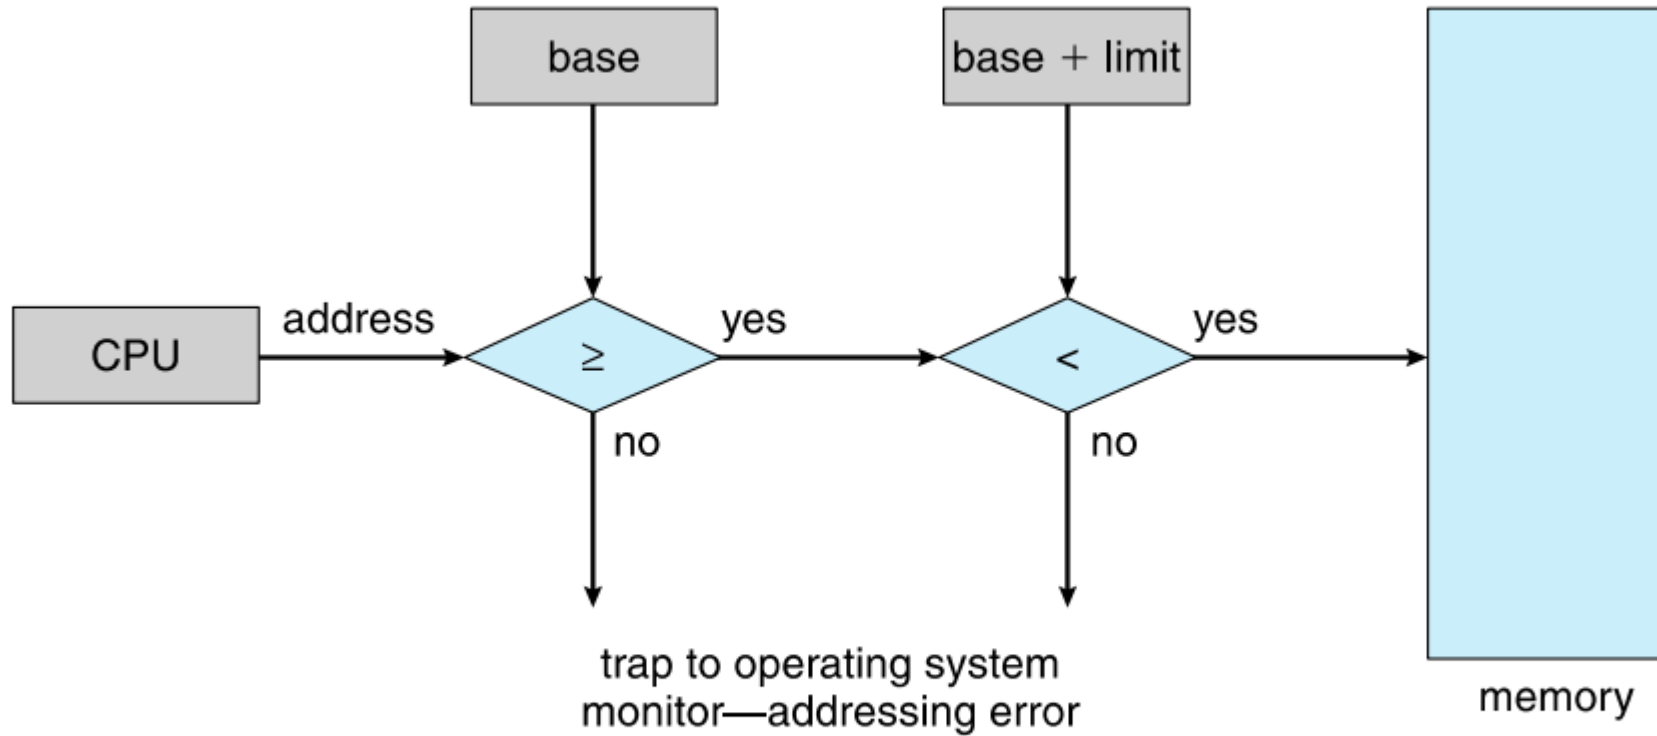 base
base + limit
CPU
address
≥
yes
<
yes
no
no
trap to operating system
monitor—addressing error
memory